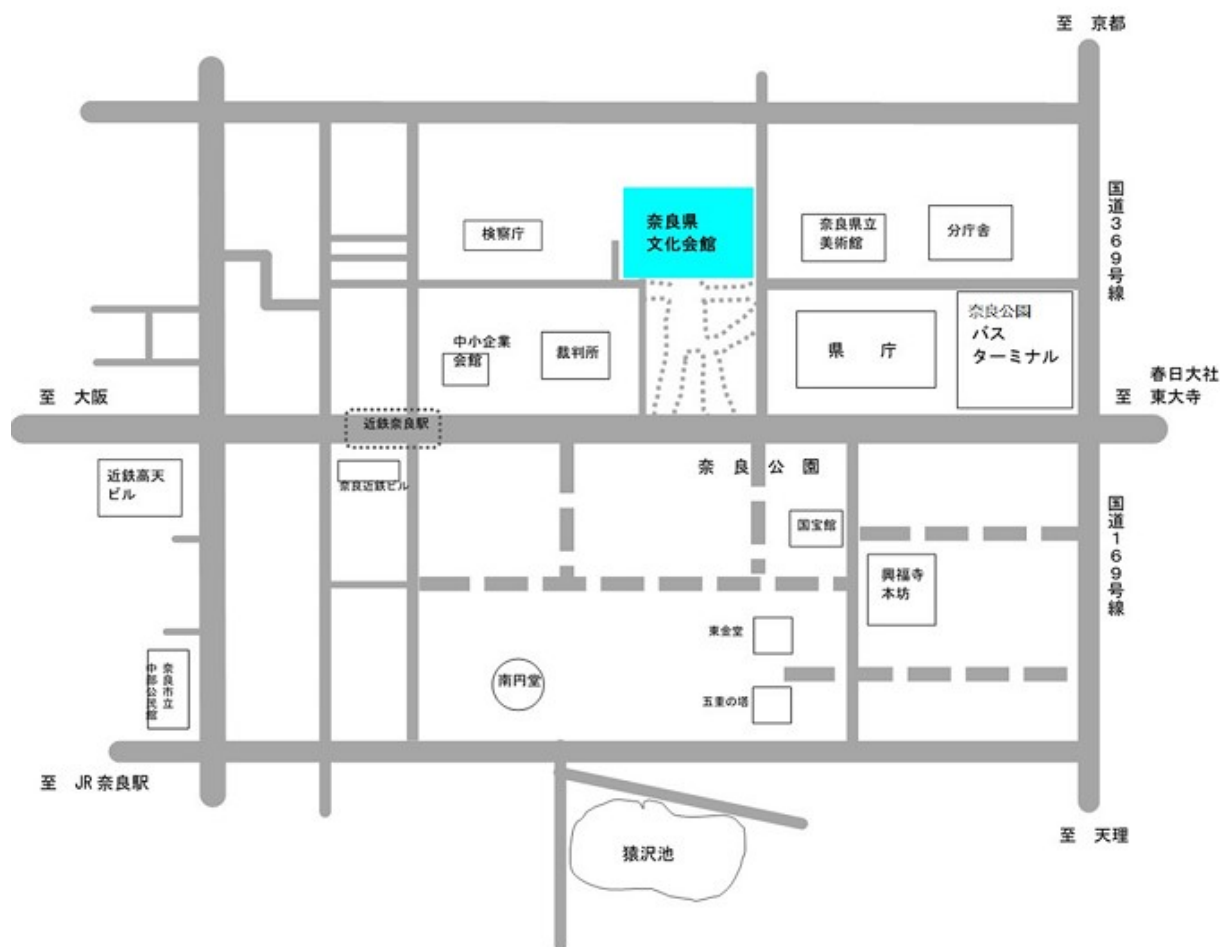 至 京都
国道369号線
奈良県
文化会館
検察庁
奈良県立
美術館
分庁舎
奈良公園
バス
ターミナル
県 庁
中小企業
会館
裁判所
至 大阪
近鉄奈良駅
春日大社
至 東大寺
近鉄高天
ビル
奈良近鉄ビル
奈良公園
国宝館
国道169号線
興福寺
本坊
東金堂
奈良市立
中部公民館
南円堂
五重の塔
至 JR奈良駅
至 天理
猿沢池